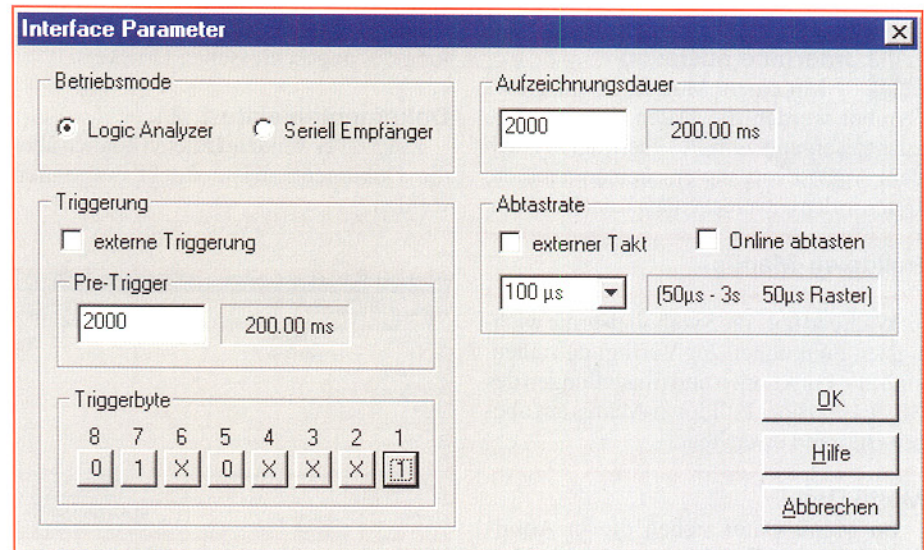 Interface Parameter
Betriebsmode
Logic Analyzer
Seriell Empfänger
Aufzeichnungsdauer
2000
200.00 ms
Triggerung
externe Triggerung
Pre-Trigger
2000
200.00 ms
Triggerbyte
8 7 6 5 4 3 2 1
0 1 X 0 X X X 1
Abtastrate
externer Takt
Online abtasten
100 µs
(50µs - 3s 50µs Raster)
OK
Hilfe
Abbrechen